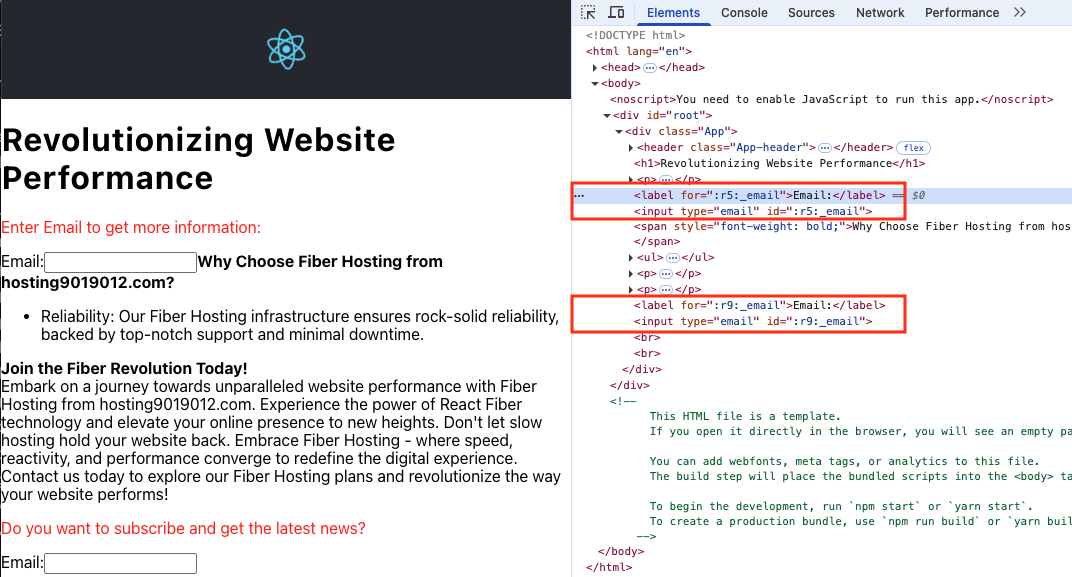 Revolutionizing Website
Performance
Enter Email to get more information:
Email:
Why Choose Fiber Hosting from
hosting9019012.com?
• Reliability: Our Fiber Hosting infrastructure ensures rock-solid reliability,
backed by top-notch support and minimal downtime.
Join the Fiber Revolution Today!
Embark on a journey towards unparalleled website performance with Fiber
Hosting from hosting9019012.com. Experience the power of React Fiber
technology and elevate your online presence to new heights. Don't let slow
hosting hold your website back. Embrace Fiber Hosting - where speed,
reactivity, and performance converge to redefine the digital experience.
Contact us today to explore our Fiber Hosting plans and revolutionize the way
your website performs!
Do you want to subscribe and get the latest news?
Email:
Elements Console Sources Network Performance
<!DOCTYPE html>
<html lang="en">
<head> ⋯ </head>
<body>
<noscript>You need to enable JavaScript to run this app.</noscript>
<div id="root">
<div class="App">
<header class="App-header"> ⋯ </header> flex
<h1>Revolutionizing Website Performance</h1>
<p> ⋯ </p>
<label for=":r5:_email">Email:</label> == $0
<input type="email" id=":r5:_email">
<span style="font-weight: bold;">Why Choose Fiber Hosting from
</span>
<ul> ⋯ </ul>
<p> ⋯ </p>
<p> ⋯ </p>
<label for=":r9:_email">Email:</label>
<input type="email" id=":r9:_email">
<br>
<br>
</div>
</div>
<!--
This HTML file is a template.
If you open it directly in the browser, you will see an empty
You can add webfonts, meta tags, or analytics to this file.
The build step will place the bundled scripts into the <body>
To begin the development, run `npm start` or `yarn start`.
To create a production bundle, use `npm run build` or `yarn
-->
</body>
</html>